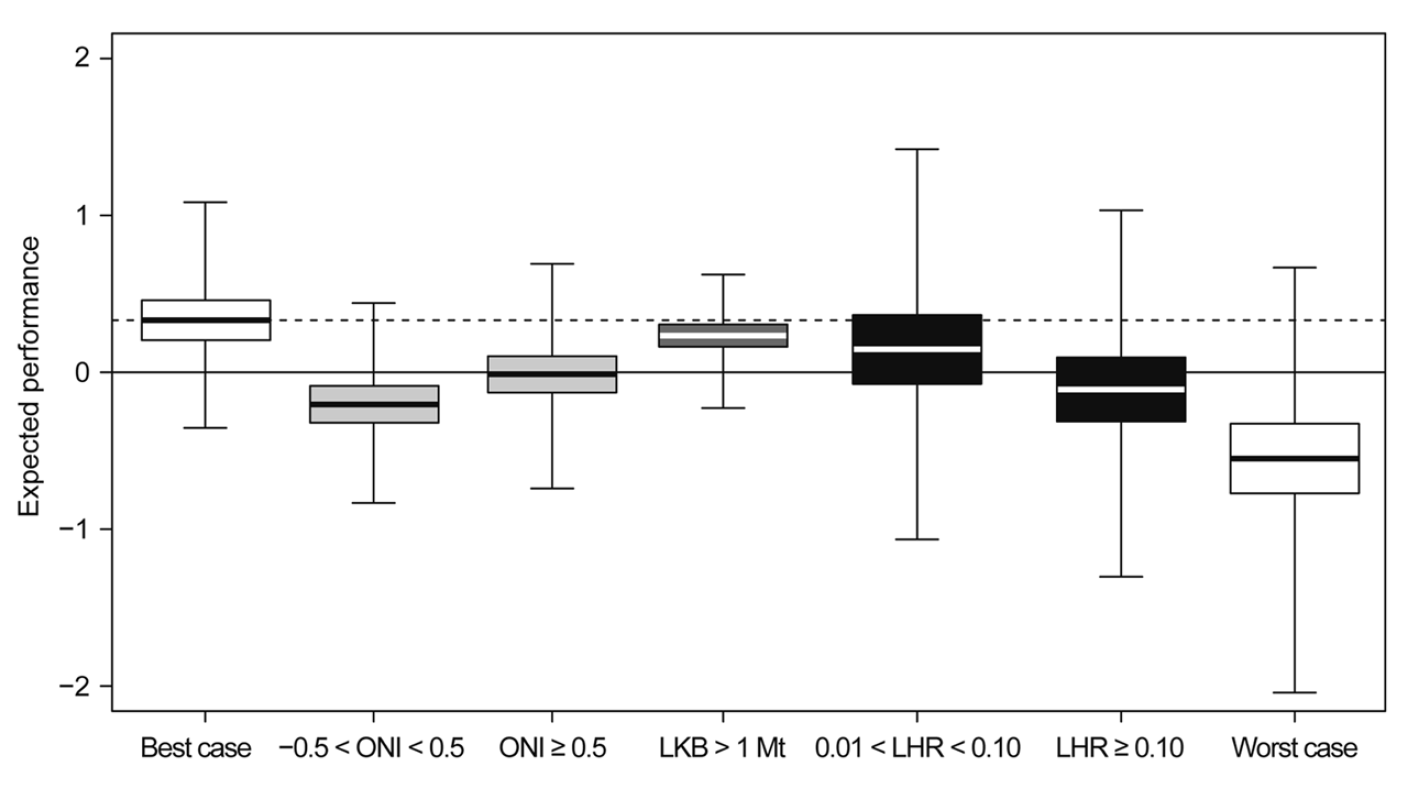 Expected performance
2
1
0
−1
−2
Best case
−0.5 < ONI < 0.5
ONI ≥ 0.5
LKB > 1 Mt
0.01 < LHR < 0.10
LHR ≥ 0.10
Worst case